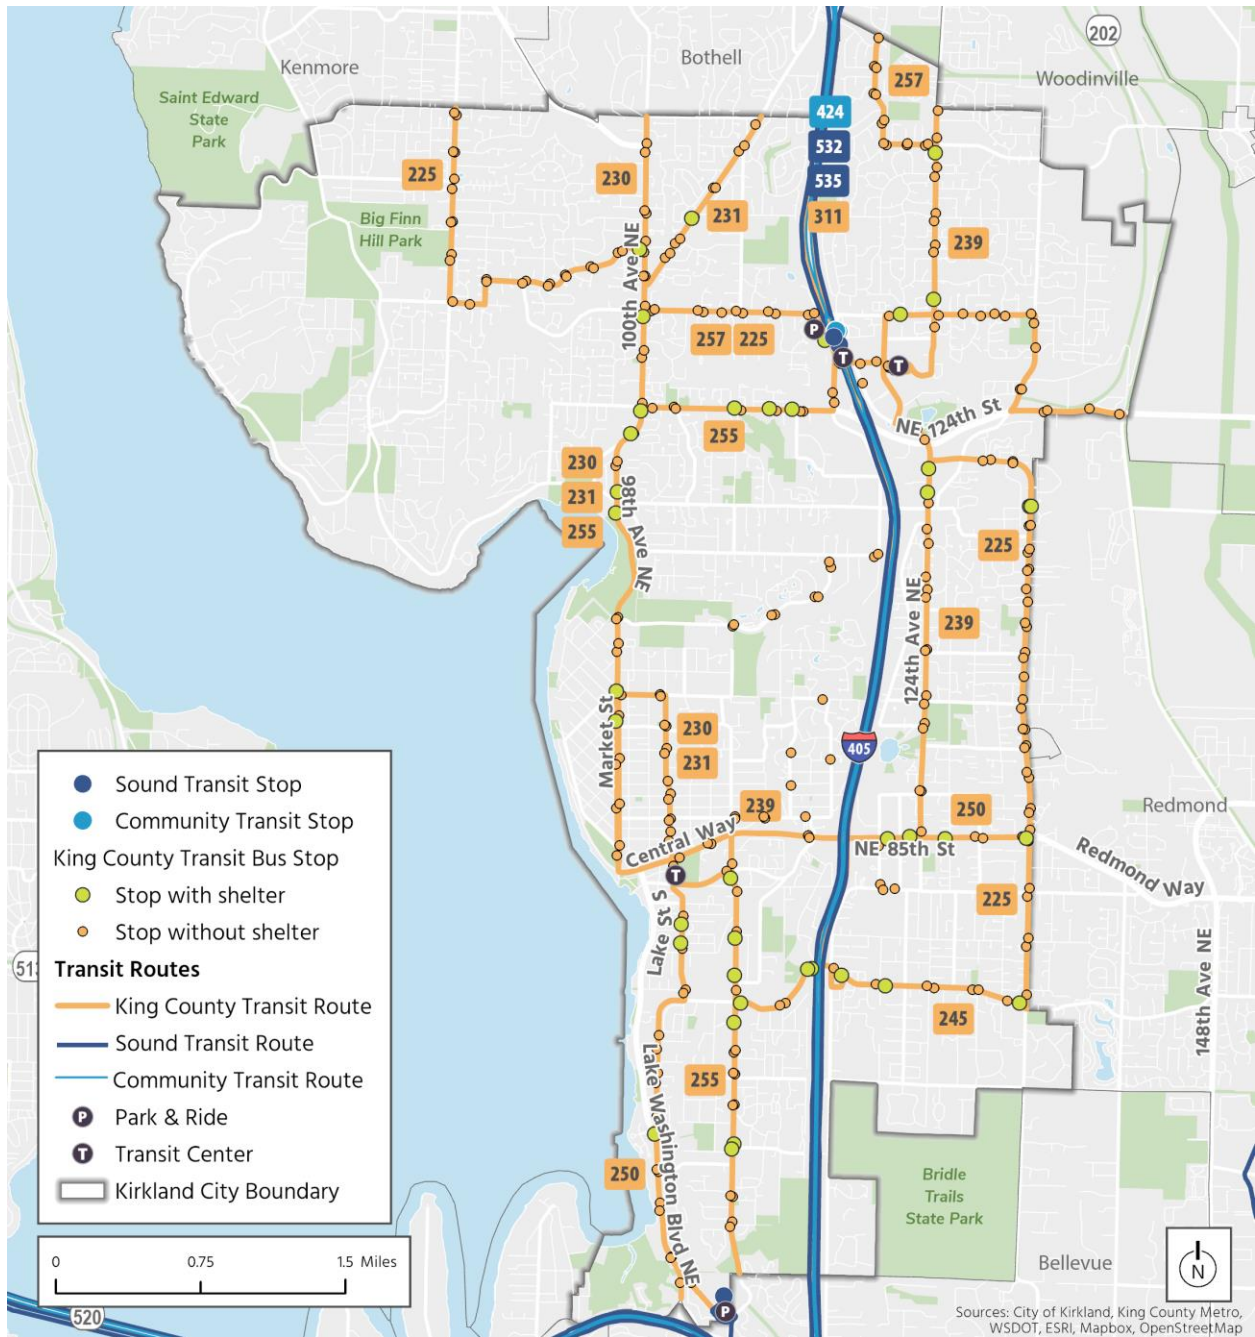 202
Kenmore
Bothell
Woodinville
257
Saint Edward
State
Park
424
532
535
311
225
230
231
239
Big Finn
Hill Park
100th Ave NE
P
257
225
T
T
255
NE 124th St
230
231
255
98th Ave NE
225
124th Ave NE
239
Market St
230
231
405
239
250
Redmond
Central Way
NE 85th St
Redmond Way
T
225
Lake St S
513
148th Ave NE
245
255
Lake Washington Blvd NE
250
Bridle
Trails
State Park
Bellevue
P
520
Sound Transit Stop
Community Transit Stop
King County Transit Bus Stop
Stop with shelter
Stop without shelter
Transit Routes
King County Transit Route
Sound Transit Route
Community Transit Route
P Park & Ride
T Transit Center
Kirkland City Boundary
0 0.75 1.5 Miles
N
Sources: City of Kirkland, King County Metro,
WSDOT, ESRI, Mapbox, OpenStreetMap